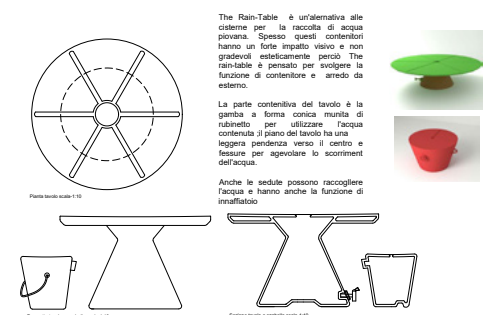 The Rain-Table è un'alernativa alle
cisterne per la raccolta di acqua
piovana. Spesso questi contenitori
hanno un forte impatto visivo e non
gradevoli esteticamente perciò The
rain-table è pensato per svolgere la
funzione di contenitore e arredo da
esterno.
La parte contenitiva del tavolo è la
gamba a forma conica munita di
rubinetto per utilizzare l'acqua
contenuta ;il piano del tavolo ha una
leggera pendenza verso il centro e
fessure per agevolare lo scorriment
dell'acqua.
Anche le sedute possono raccogllere
l'acqua e hanno anche la funzione di
innaffiatoio
Pianta tavolo scala-1:10